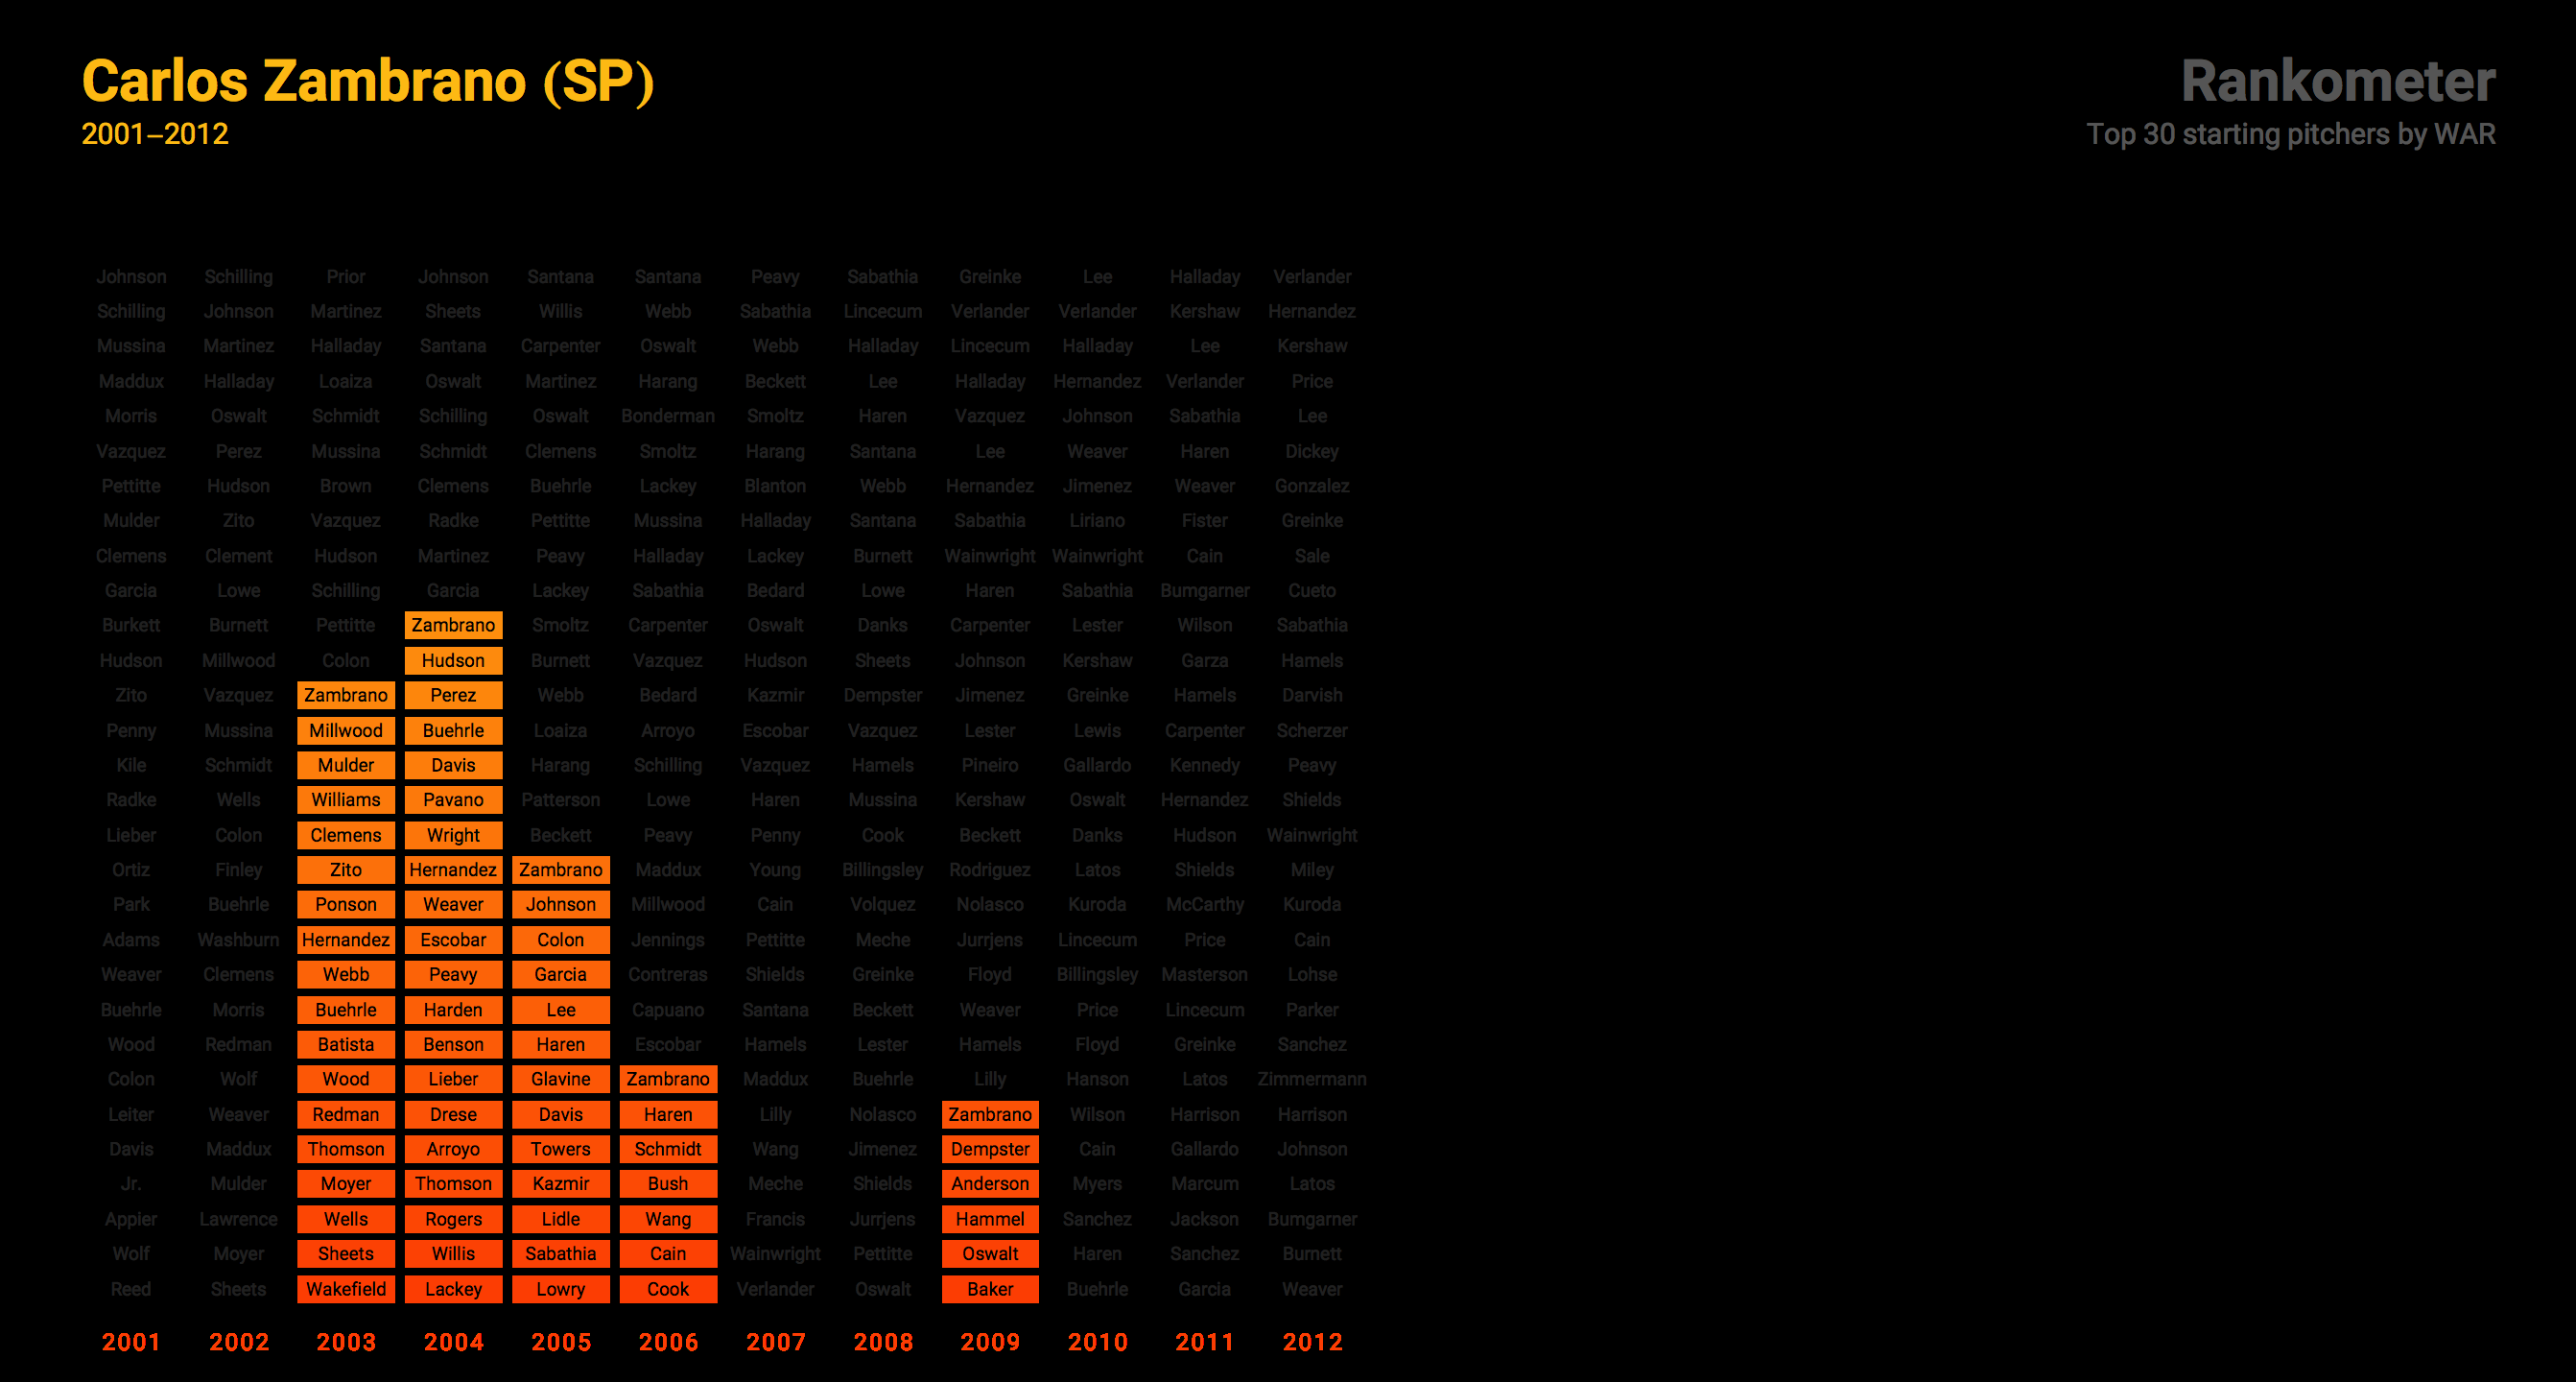 Carlos Zambrano (SP)
2001–2012
Rankometer
Top 30 starting pitchers by WAR
Johnson Schilling Prior Johnson Santana Santana Peavy Sabathia Greinke Lee Halladay Verlander
Schilling Johnson Martinez Sheets Willis Webb Sabathia Lincecum Verlander Verlander Kershaw Hernandez
Mussina Martinez Halladay Santana Carpenter Oswalt Webb Halladay Lincecum Halladay Lee Kershaw
Maddux Halladay Loaiza Oswalt Martinez Harang Beckett Lee Halladay Hernandez Verlander Price
Morris Oswalt Schmidt Schilling Oswalt Bonderman Smoltz Haren Vazquez Johnson Sabathia Lee
Vazquez Perez Mussina Schmidt Clemens Smoltz Harang Santana Lee Weaver Haren Dickey
Pettitte Hudson Brown Clemens Buehrle Lackey Blanton Webb Hernandez Jimenez Weaver Gonzalez
Mulder Zito Vazquez Radke Pettitte Mussina Halladay Santana Sabathia Liriano Fister Greinke
Clemens Clement Hudson Martinez Peavy Halladay Lackey Burnett Wainwright Wainwright Cain Sale
Garcia Lowe Schilling Garcia Lackey Sabathia Bedard Lowe Haren Sabathia Bumgarner Cueto
Burkett Burnett Pettitte Zambrano Smoltz Carpenter Oswalt Danks Carpenter Lester Wilson Sabathia
Hudson Millwood Colon Hudson Burnett Vazquez Hudson Sheets Johnson Kershaw Garza Hamels
Zito Vazquez Zambrano Perez Webb Bedard Kazmir Dempster Jimenez Greinke Hamels Darvish
Penny Mussina Millwood Buehrle Loaiza Arroyo Escobar Vazquez Lester Lewis Carpenter Scherzer
Kile Schmidt Mulder Davis Harang Schilling Vazquez Hamels Pineiro Gallardo Kennedy Peavy
Radke Wells Williams Pavano Patterson Lowe Haren Mussina Kershaw Oswalt Hernandez Shields
Lieber Colon Clemens Wright Beckett Peavy Penny Cook Beckett Danks Hudson Wainwright
Ortiz Finley Zito Hernandez Zambrano Maddux Young Billingsley Rodriguez Latos Shields Miley
Park Buehrle Ponson Weaver Johnson Millwood Cain Volquez Nolasco Kuroda McCarthy Kuroda
Adams Washburn Hernandez Escobar Colon Jennings Pettitte Meche Jurrjens Lincecum Price Cain
Weaver Clemens Webb Peavy Garcia Contreras Shields Greinke Floyd Billingsley Masterson Lohse
Buehrle Morris Buehrle Harden Lee Capuano Santana Beckett Weaver Price Lincecum Parker
Wood Redman Batista Benson Haren Escobar Hamels Lester Hamels Floyd Greinke Sanchez
Colon Wolf Wood Lieber Glavine Zambrano Maddux Buehrle Lilly Hanson Latos Zimmermann
Leiter Weaver Redman Drese Davis Haren Lilly Nolasco Zambrano Wilson Harrison Harrison
Davis Maddux Thomson Arroyo Towers Schmidt Wang Jimenez Dempster Cain Gallardo Johnson
Jr. Mulder Moyer Thomson Kazmir Bush Meche Shields Anderson Myers Marcum Latos
Appier Lawrence Wells Rogers Lidle Wang Francis Jurrjens Hammel Sanchez Jackson Bumgarner
Wolf Moyer Sheets Willis Sabathia Cain Wainwright Pettitte Oswalt Haren Sanchez Burnett
Reed Sheets Wakefield Lackey Lowry Cook Verlander Oswalt Baker Buehrle Garcia Weaver
2001 2002 2003 2004 2005 2006 2007 2008 2009 2010 2011 2012